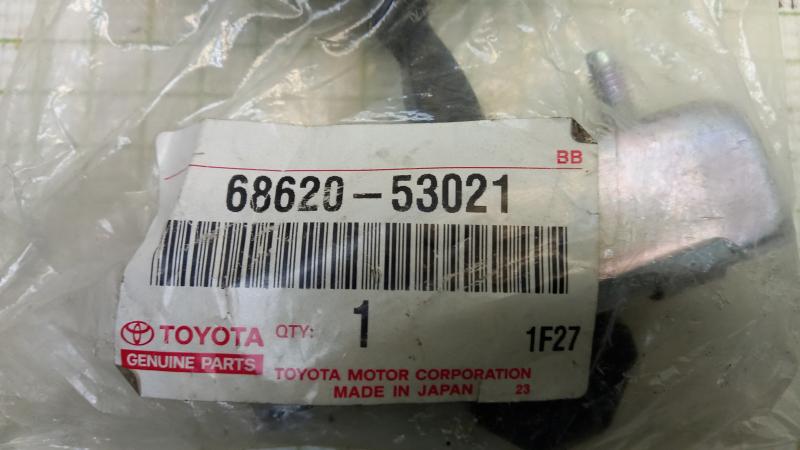 BB
68620-53021
TOYOTA QTY: 1 1F27
GENUINE PARTS
TOYOTA MOTOR CORPORATION
MADE IN JAPAN 23